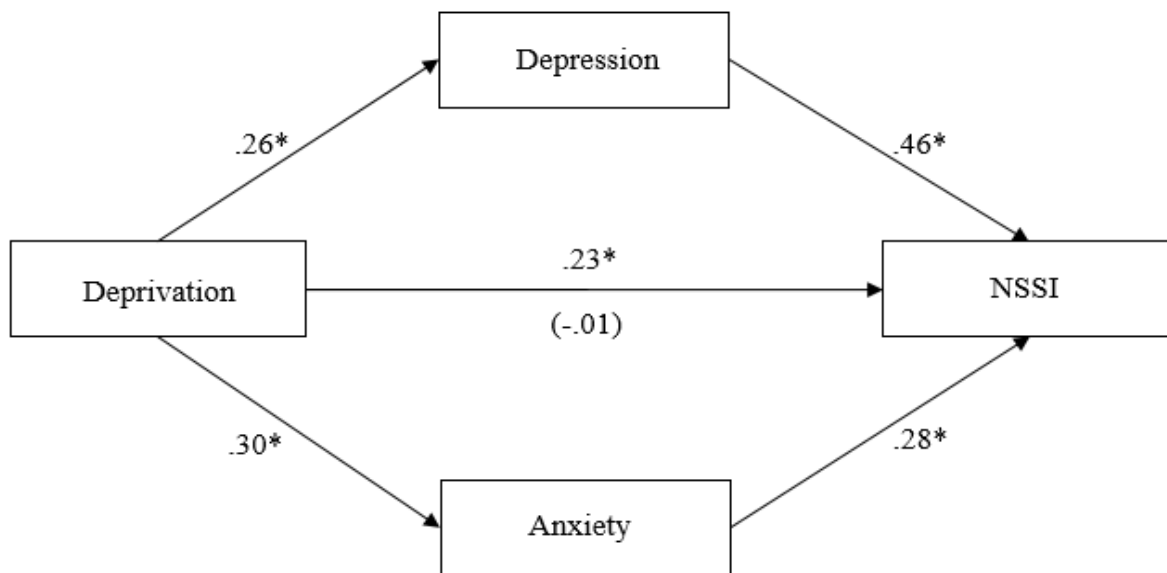 Depression
.26*
.46*
.23*
Deprivation
NSSI
(-.01)
.30*
.28*
Anxiety